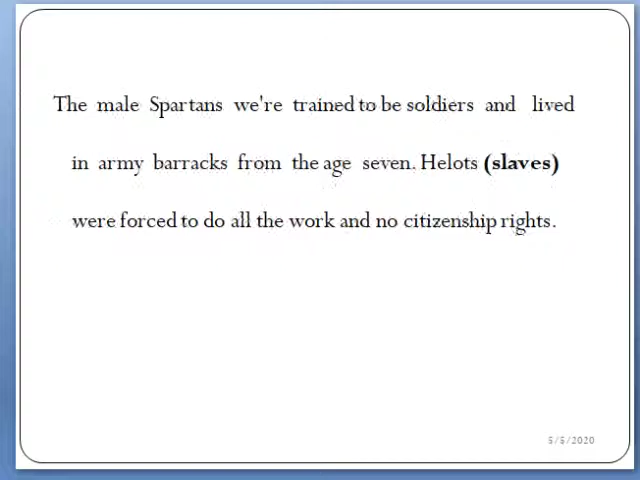 The male Spartans we're trained to be soldiers and lived
in army barracks from the age seven. Helots (slaves)
were forced to do all the work and no citizenship rights.
5/5/2020